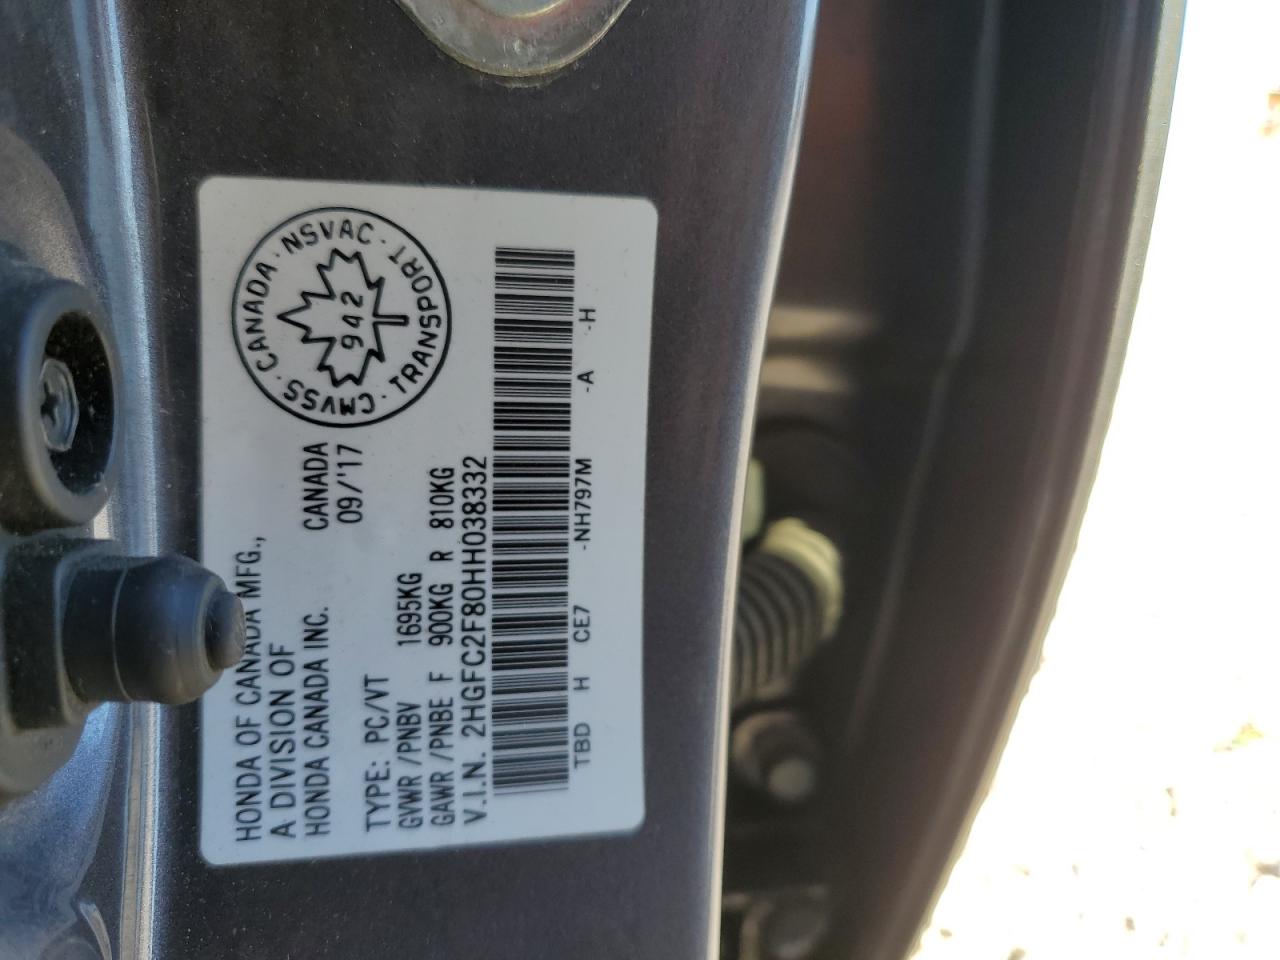 HONDA OF CANADA MFG.,
A DIVISION OF
HONDA CANADA INC. CANADA
09/'17
TYPE: PC/VT
GVWR/PNBV 1695KG
GAWR/PNBE F 900KG R 810KG
V.I.N. 2HGFC2F80HH038332
TBD H CE7 -NH797M -A -H
CMVSS · CANADA · NSVAC · TRANSPORT ·
942